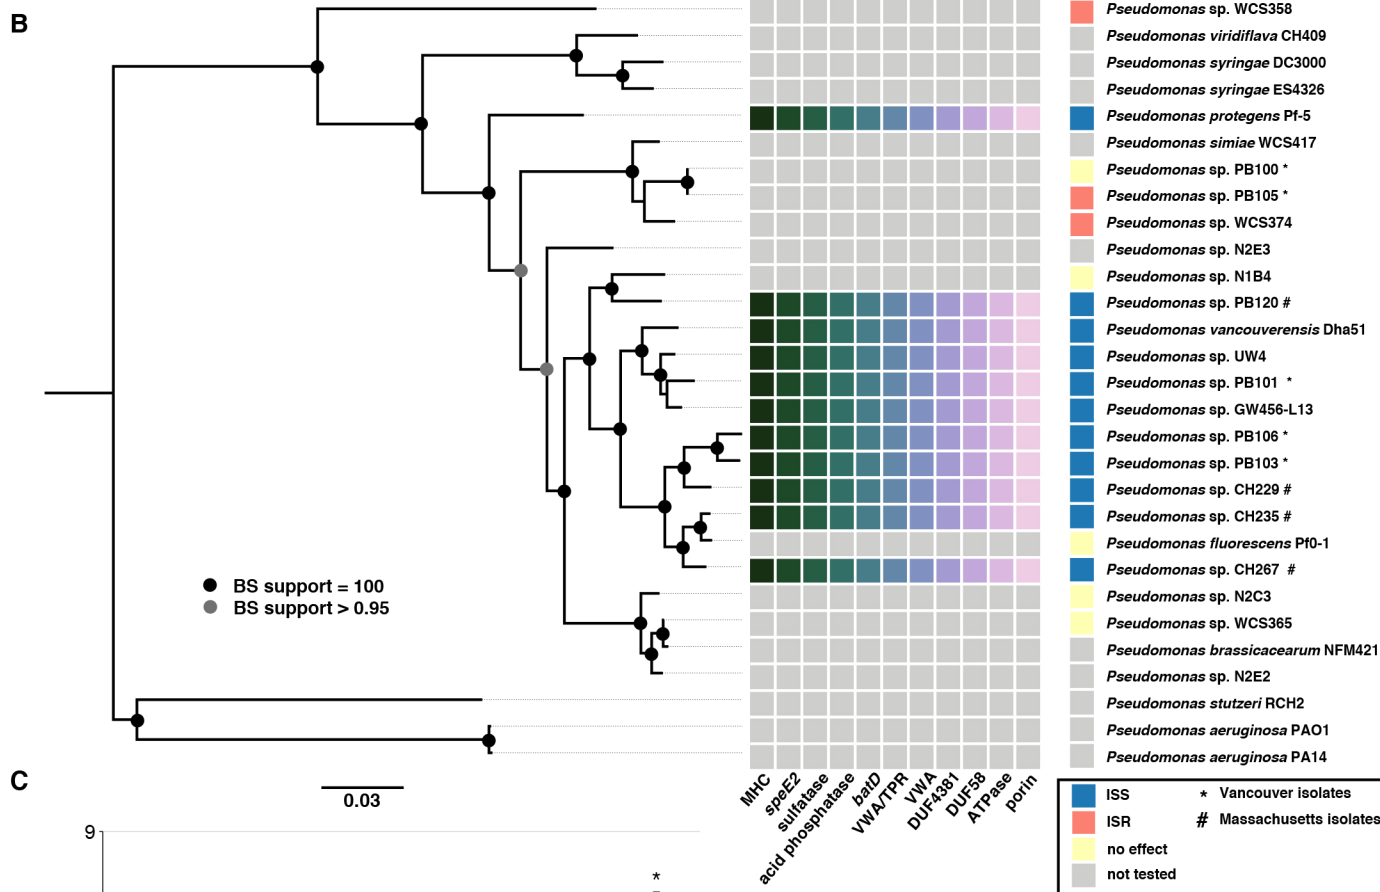 B
Pseudomonas sp. WCS358
Pseudomonas viridiflava CH409
Pseudomonas syringae DC3000
Pseudomonas syringae ES4326
Pseudomonas protegens Pf-5
Pseudomonas simiae WCS417
Pseudomonas sp. PB100 *
Pseudomonas sp. PB105 *
Pseudomonas sp. WCS374
Pseudomonas sp. N2E3
Pseudomonas sp. N1B4
Pseudomonas sp. PB120 #
Pseudomonas vancouverensis Dha51
Pseudomonas sp. UW4
Pseudomonas sp. PB101 *
Pseudomonas sp. GW456-L13
Pseudomonas sp. PB106 *
Pseudomonas sp. PB103 *
Pseudomonas sp. CH229 #
Pseudomonas sp. CH235 #
Pseudomonas fluorescens Pf0-1
Pseudomonas sp. CH267 #
Pseudomonas sp. N2C3
Pseudomonas sp. WCS365
Pseudomonas brassicacearum NFM421
Pseudomonas sp. N2E2
Pseudomonas stutzeri RCH2
Pseudomonas aeruginosa PAO1
Pseudomonas aeruginosa PA14
BS support = 100
BS support > 0.95
0.03
MHC
speE2
sulfatase
acid phosphatase
batD
VWA/TPR
VWA
DUF4381
DUF58
ATPase
porin
ISS
ISR
no effect
not tested
* Vancouver isolates
# Massachusetts isolates
C
9
*